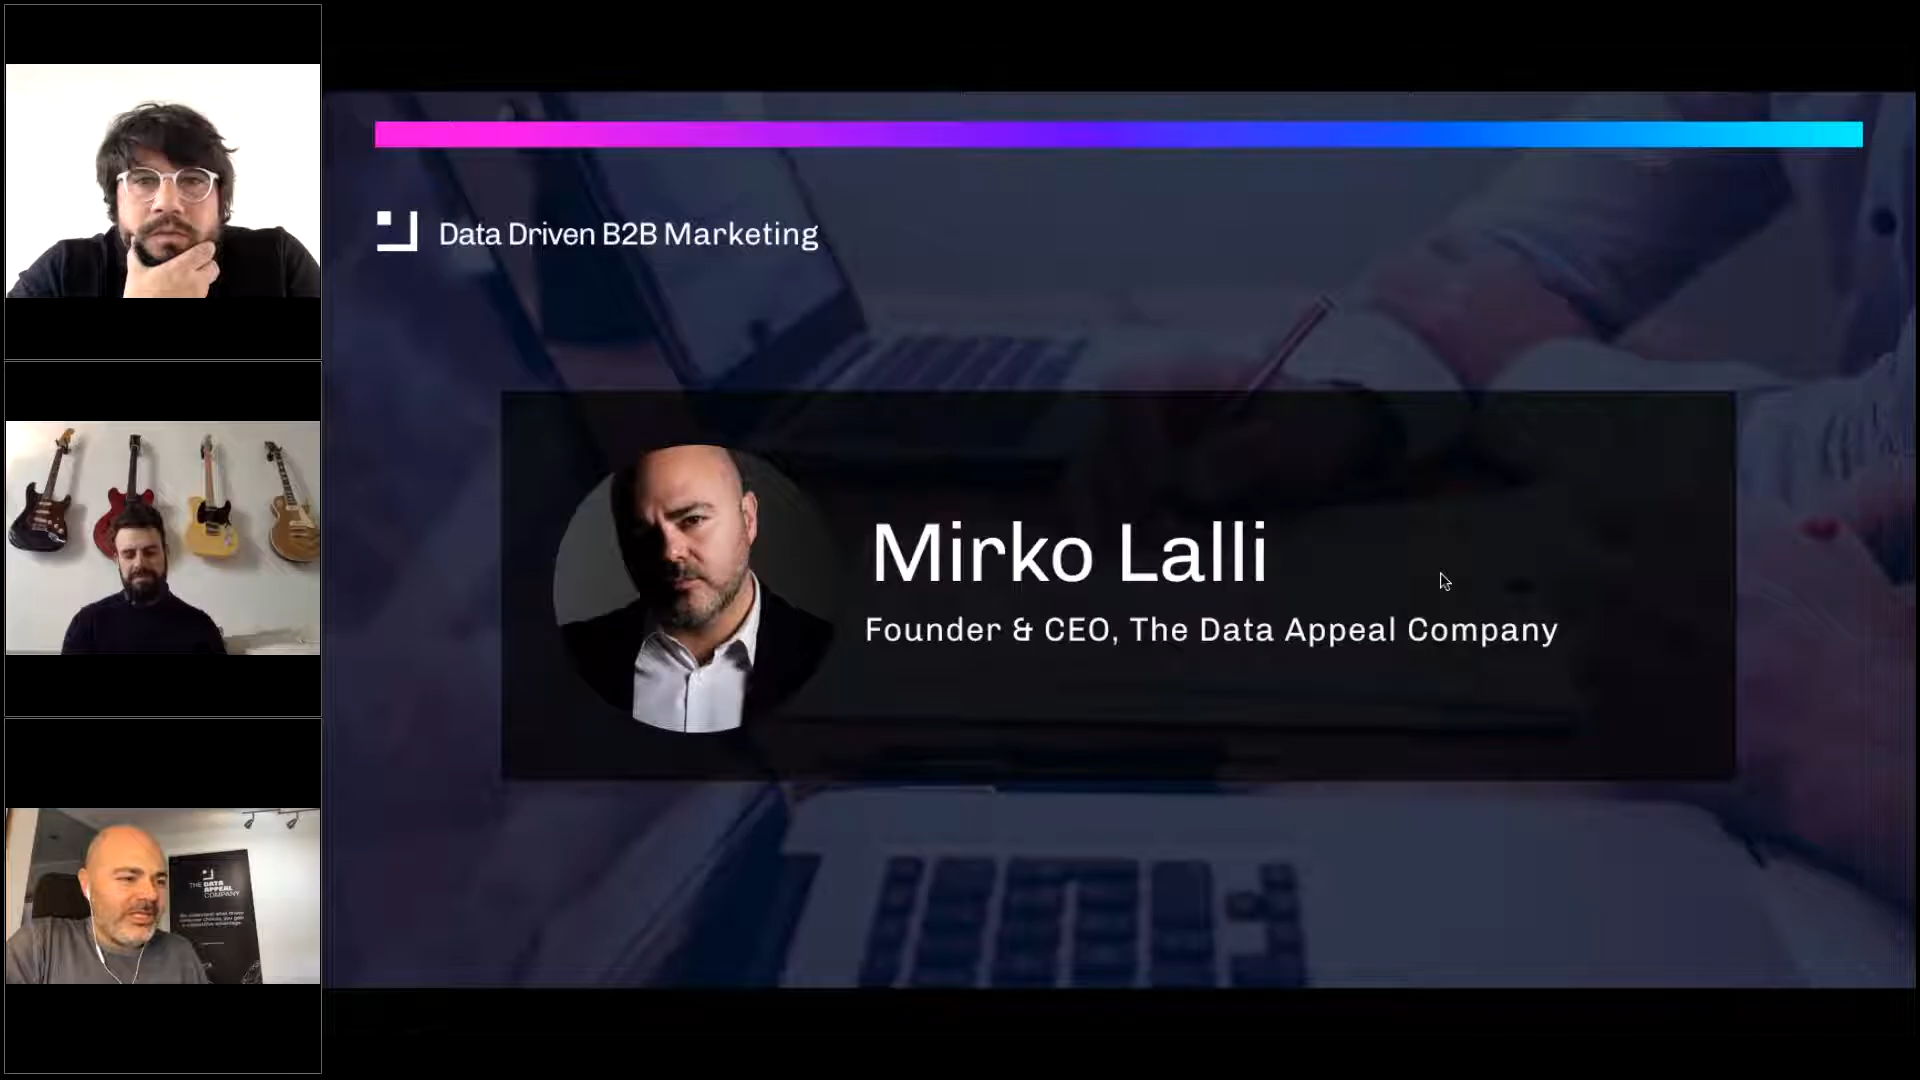 Data Driven B2B Marketing
Mirko Lalli
Founder & CEO, The Data Appeal Company
THE DATA
APPEAL
COMPANY